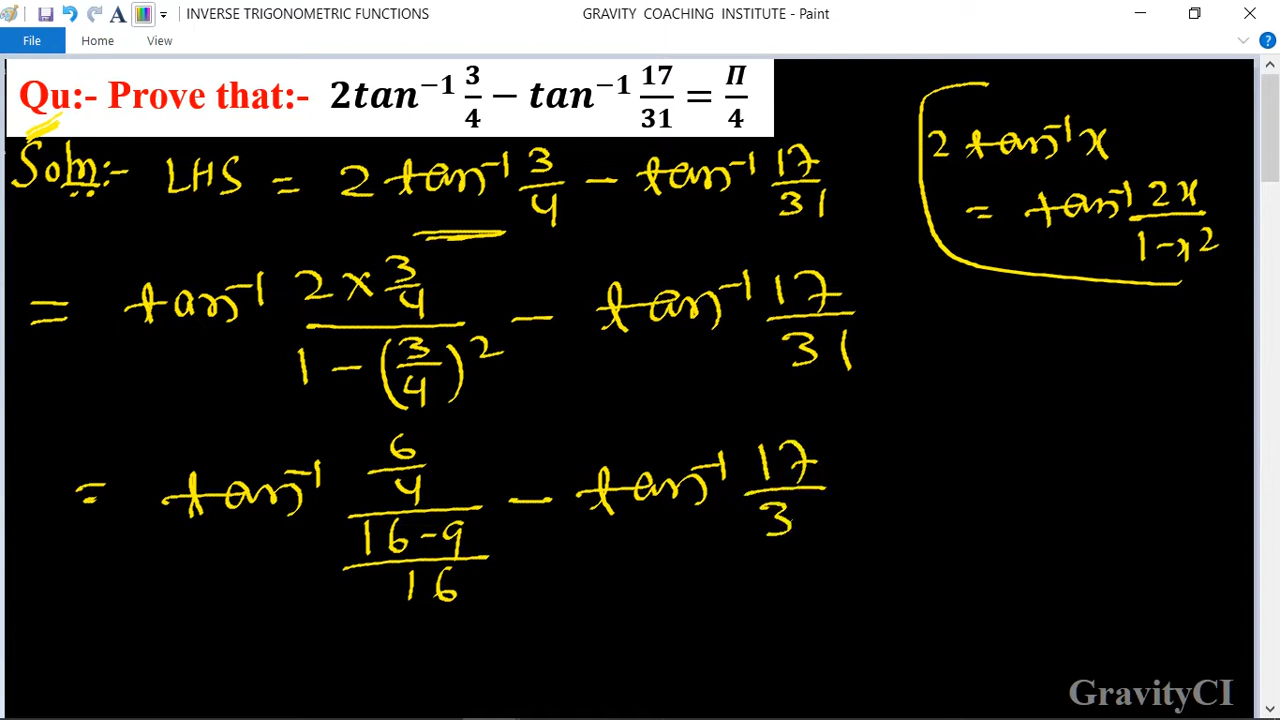 INVERSE TRIGONOMETRIC FUNCTIONS GRAVITY COACHING INSTITUTE - Paint
File Home View
Qu:- Prove that:- 2tan⁻¹ 3/4 − tan⁻¹ 17/31 = Π/4
Soln:- LHS = 2 tan⁻¹ 3/4 − tan⁻¹ 17/31
2 tan⁻¹ x
= tan⁻¹ 2x/(1-x²)
= tan⁻¹ (2 × 3/4)/(1 − (3/4)²) − tan⁻¹ 17/31
= tan⁻¹ (6/4)/((16-9)/16) − tan⁻¹ 17/3
GravityCI